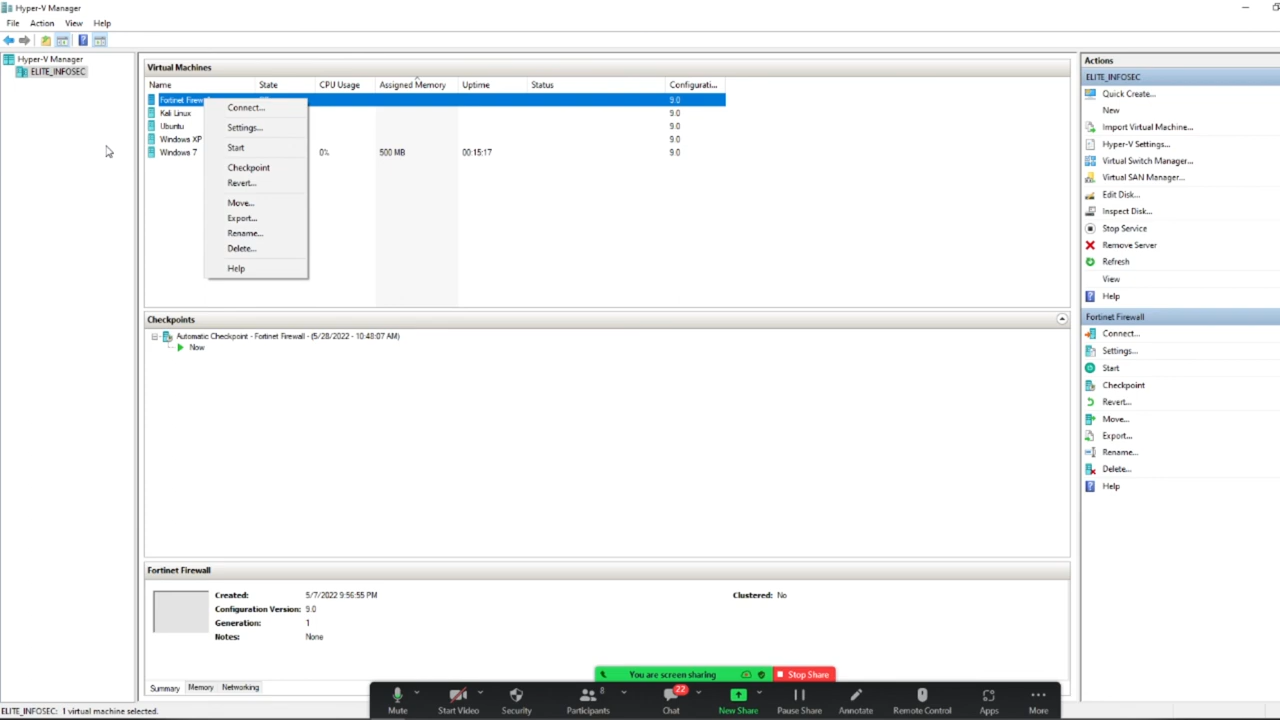 Hyper-V Manager
File Action View Help
Hyper-V Manager
ELITE_INFOSEC
Virtual Machines
Name State CPU Usage Assigned Memory Uptime Status Configurati...
Fortinet Firew
9.0
Kali Linux 9.0
Ubuntu 9.0
Windows XP 9.0
Windows 7 0% 500 MB 00:15:17 9.0
Connect...
Settings...
Start
Checkpoint
Revert...
Move...
Export...
Rename...
Delete...
Help
Checkpoints
Automatic Checkpoint - Fortinet Firewall - (5/28/2022 - 10:48:07 AM)
Now
Fortinet Firewall
Created: 5/7/2022 9:56:55 PM Clustered: No
Configuration Version: 9.0
Generation: 1
Notes: None
Summary Memory Networking
ELITE_INFOSEC: 1 virtual machine selected.
Actions
ELITE_INFOSEC
Quick Create...
New
Import Virtual Machine...
Hyper-V Settings...
Virtual Switch Manager...
Virtual SAN Manager...
Edit Disk...
Inspect Disk...
Stop Service
Remove Server
Refresh
View
Help
Fortinet Firewall
Connect...
Settings...
Start
Checkpoint
Revert...
Move...
Export...
Rename...
Delete...
Help
You are screen sharing Stop Share
8 22
Mute Start Video Security Participants Chat New Share Pause Share Annotate Remote Control Apps More